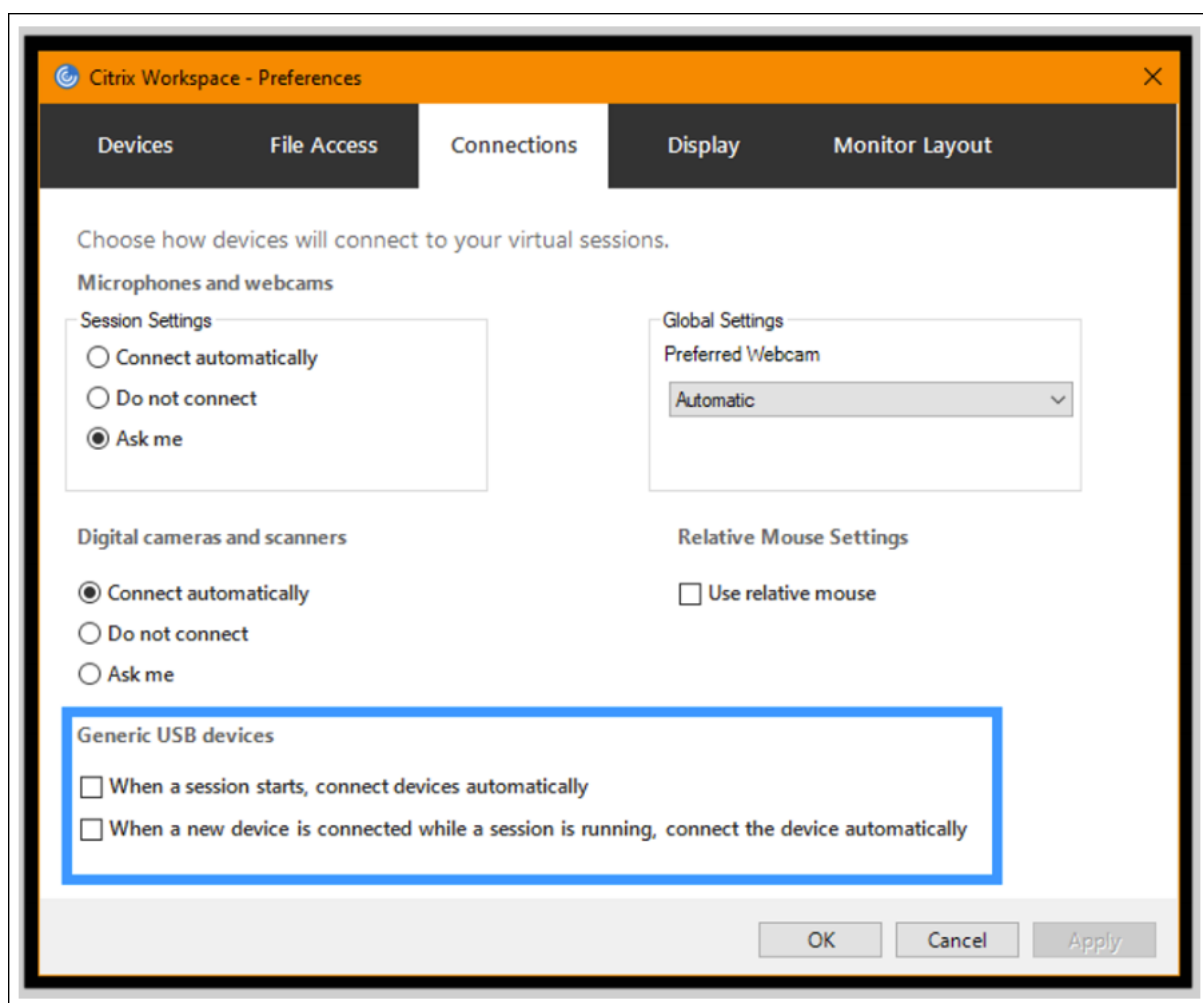 Citrix Workspace - Preferences
Devices File Access Connections Display Monitor Layout
Choose how devices will connect to your virtual sessions.
Microphones and webcams
Session Settings
Connect automatically
Do not connect
Ask me
Global Settings
Preferred Webcam
Automatic
Digital cameras and scanners
Connect automatically
Do not connect
Ask me
Relative Mouse Settings
Use relative mouse
Generic USB devices
When a session starts, connect devices automatically
When a new device is connected while a session is running, connect the device automatically
OK Cancel Apply